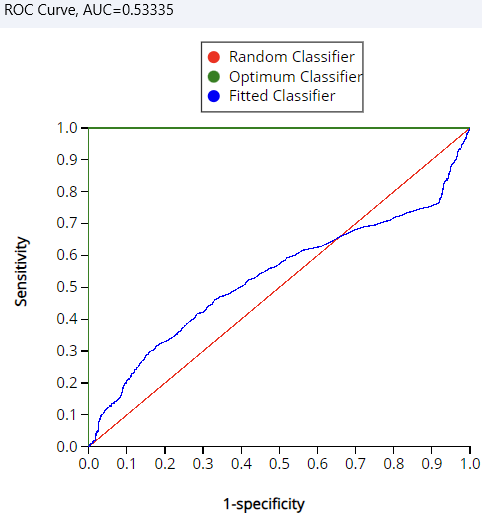 ROC Curve, AUC=0.53335
Random Classifier
Optimum Classifier
Fitted Classifier
1.0
0.9
0.8
0.7
0.6
0.5
0.4
0.3
0.2
0.1
0.0
Sensitivity
0.0 0.1 0.2 0.3 0.4 0.5 0.6 0.7 0.8 0.9 1.0
1-specificity